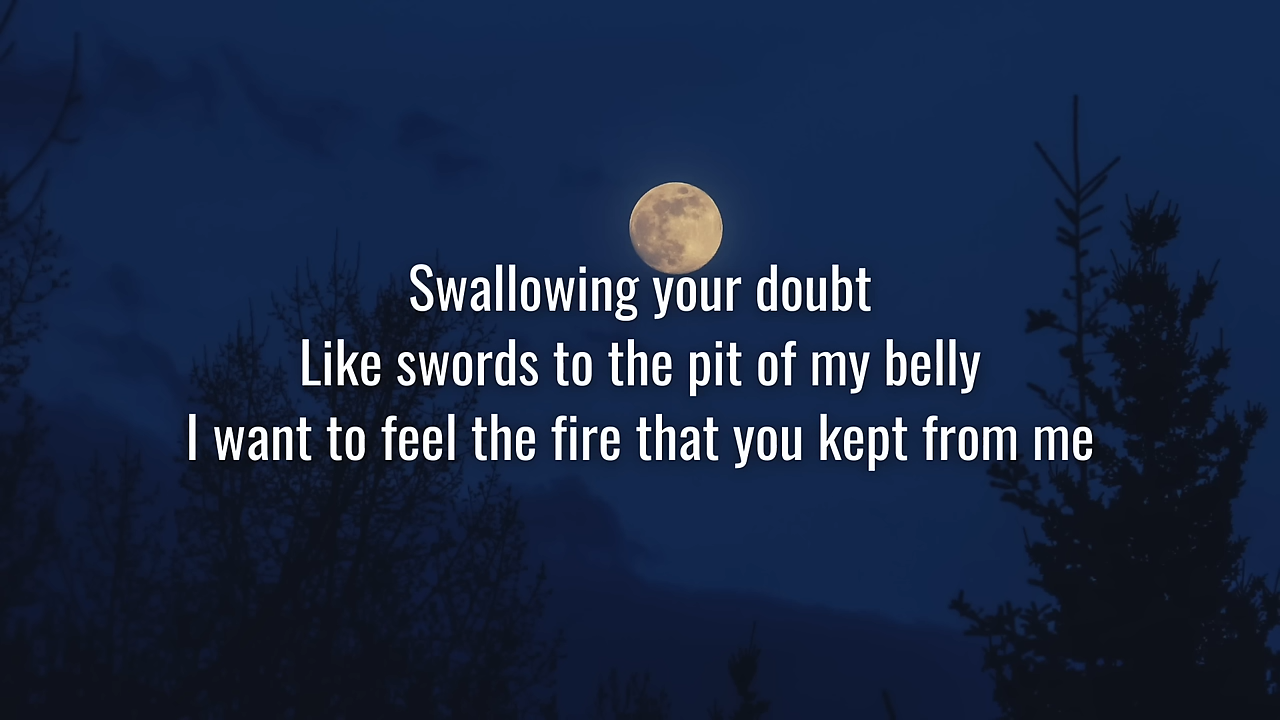 Swallowing your doubt
Like swords to the pit of my belly
I want to feel the fire that you kept from me